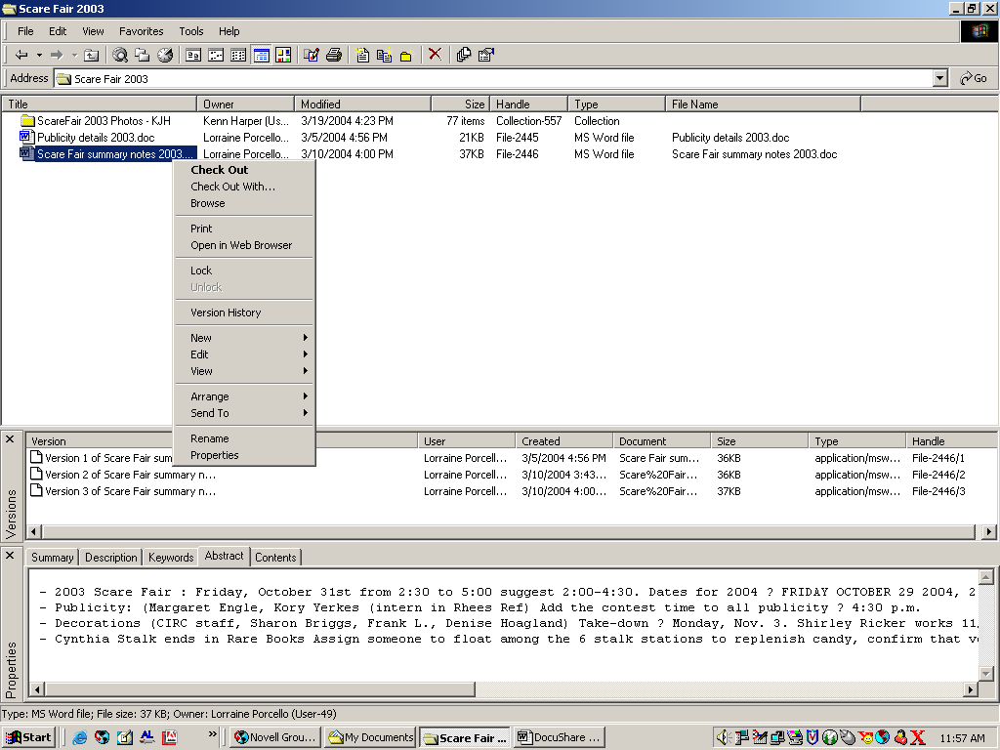 Scare Fair 2003
File Edit View Favorites Tools Help
Address Scare Fair 2003 Go
Title Owner Modified Size Handle Type File Name
ScareFair 2003 Photos - KJH Kenn Harper (Us... 3/19/2004 4:23 PM 77 items Collection-557 Collection
Publicity details 2003.doc Lorraine Porcello... 3/5/2004 4:56 PM 21KB File-2445 MS Word file Publicity details 2003.doc
Scare Fair summary notes 2003.... Lorraine Porcello... 3/10/2004 4:00 PM 37KB File-2446 MS Word file Scare Fair summary notes 2003.doc
Check Out
Check Out With...
Browse
Print
Open in Web Browser
Lock
Unlock
Version History
New
Edit
View
Arrange
Send To
Rename
Properties
Versions
Version User Created Document Size Type Handle
Version 1 of Scare Fair sum Lorraine Porcell... 3/5/2004 4:56 PM Scare Fair sum... 36KB application/msw... File-2446/1
Version 2 of Scare Fair summary n... Lorraine Porcell... 3/10/2004 3:43... Scare%20Fair... 36KB application/msw... File-2446/2
Version 3 of Scare Fair summary n... Lorraine Porcell... 3/10/2004 4:00... Scare%20Fair... 37KB application/msw... File-2446/3
Properties
Summary Description Keywords Abstract Contents
- 2003 Scare Fair : Friday, October 31st from 2:30 to 5:00 suggest 2:00-4:30. Dates for 2004 ? FRIDAY OCTOBER 29 2004, 2
- Publicity: (Margaret Engle, Kory Yerkes (intern in Rhees Ref) Add the contest time to all publicity ? 4:30 p.m.
- Decorations (CIRC staff, Sharon Briggs, Frank L., Denise Hoagland) Take-down ? Monday, Nov. 3. Shirley Ricker works 11/
- Cynthia Stalk ends in Rare Books Assign someone to float among the 6 stalk stations to replenish candy, confirm that v
Type: MS Word file; File size: 37 KB; Owner: Lorraine Porcello (User-49)
Start » Novell Grou... My Documents Scare Fair ... DocuShare ... 11:57 AM